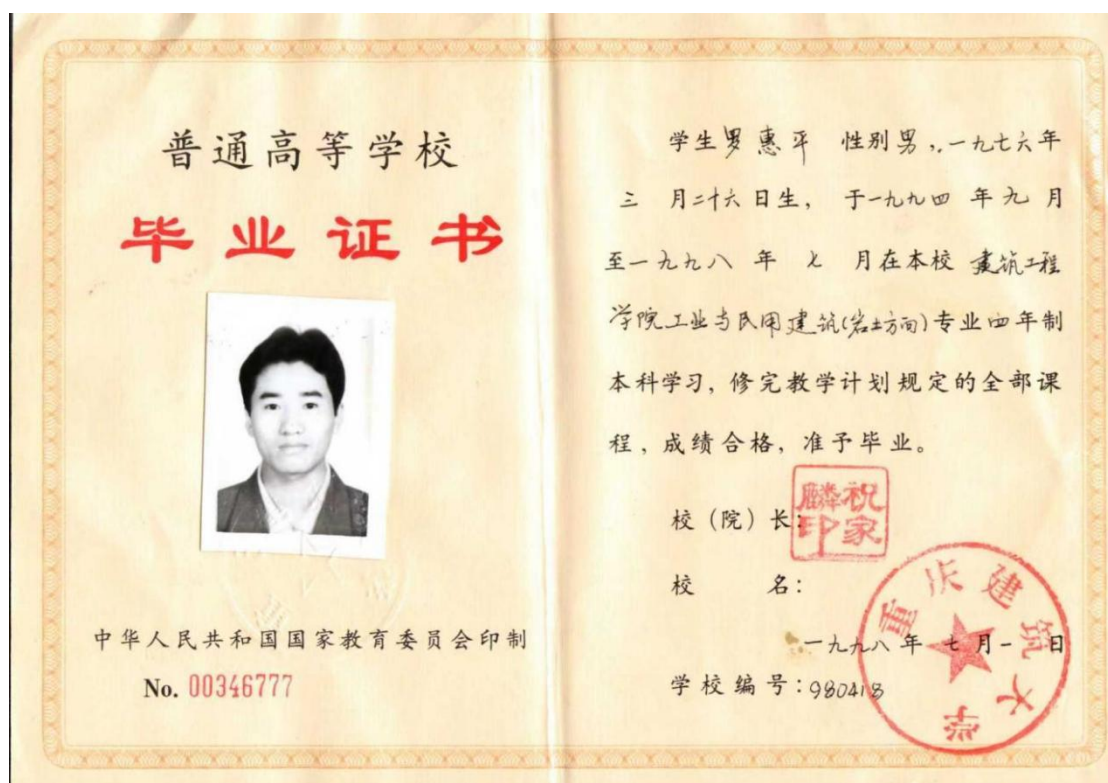 普通高等学校
毕业证书
中华人民共和国国家教育委员会印制
No. 00346777
学生罗惠平 性别男，一九七六年
三 月二十六日生， 于一九九四 年九 月
至一九九八 年 七 月在本校 建筑工程
学院工业与民用建筑(岩土方向)专业四年制
本科学习，修完教学计划规定的全部课
程，成绩合格，准予毕业。
校（院）长：
祝家麟印
校 名：
重庆建筑大学
一九九八 年 七 月一 日
学校编号：980418